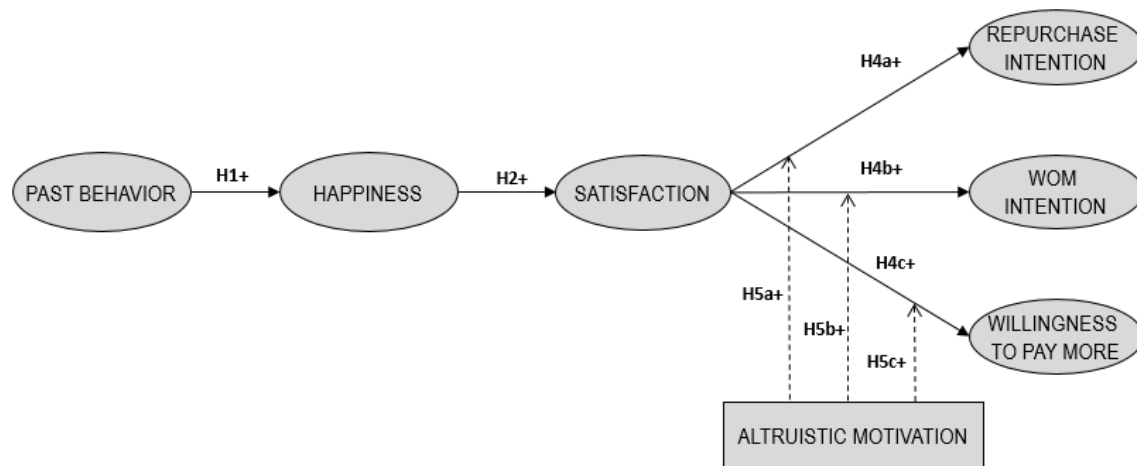 REPURCHASE
INTENTION
H4a+
H1+
H2+
H4b+
PAST BEHAVIOR
HAPPINESS
SATISFACTION
WOM
INTENTION
H4c+
H5a+
H5b+
H5c+
WILLINGNESS
TO PAY MORE
ALTRUISTIC MOTIVATION